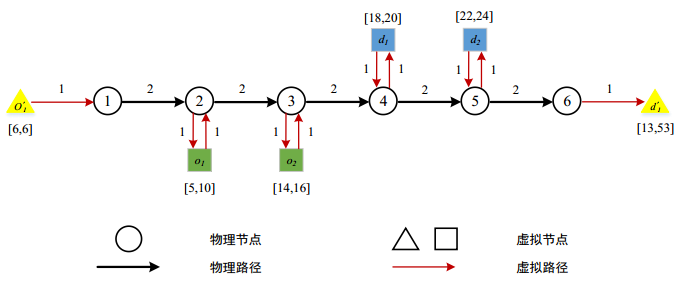 [18,20]
[22,24]
d₁
d₂
1 1 1 1
1 2 2 2 2 2 1
O'₁ 1 2 3 4 5 6 d'₁
[6,6]
[13,53]
1 1 1 1
o₁
o₂
[5,10]
[14,16]
物理节点
虚拟节点
物理路径
虚拟路径